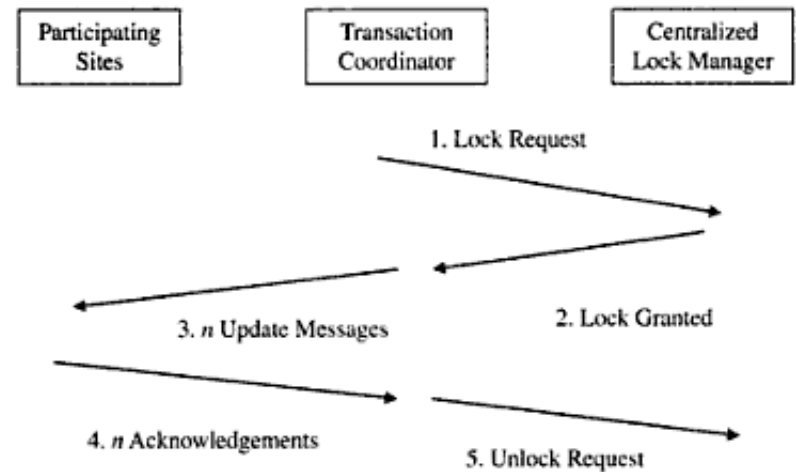 Participating
Sites
Transaction
Coordinator
Centralized
Lock Manager
1. Lock Request
2. Lock Granted
3. n Update Messages
4. n Acknowledgements
5. Unlock Request